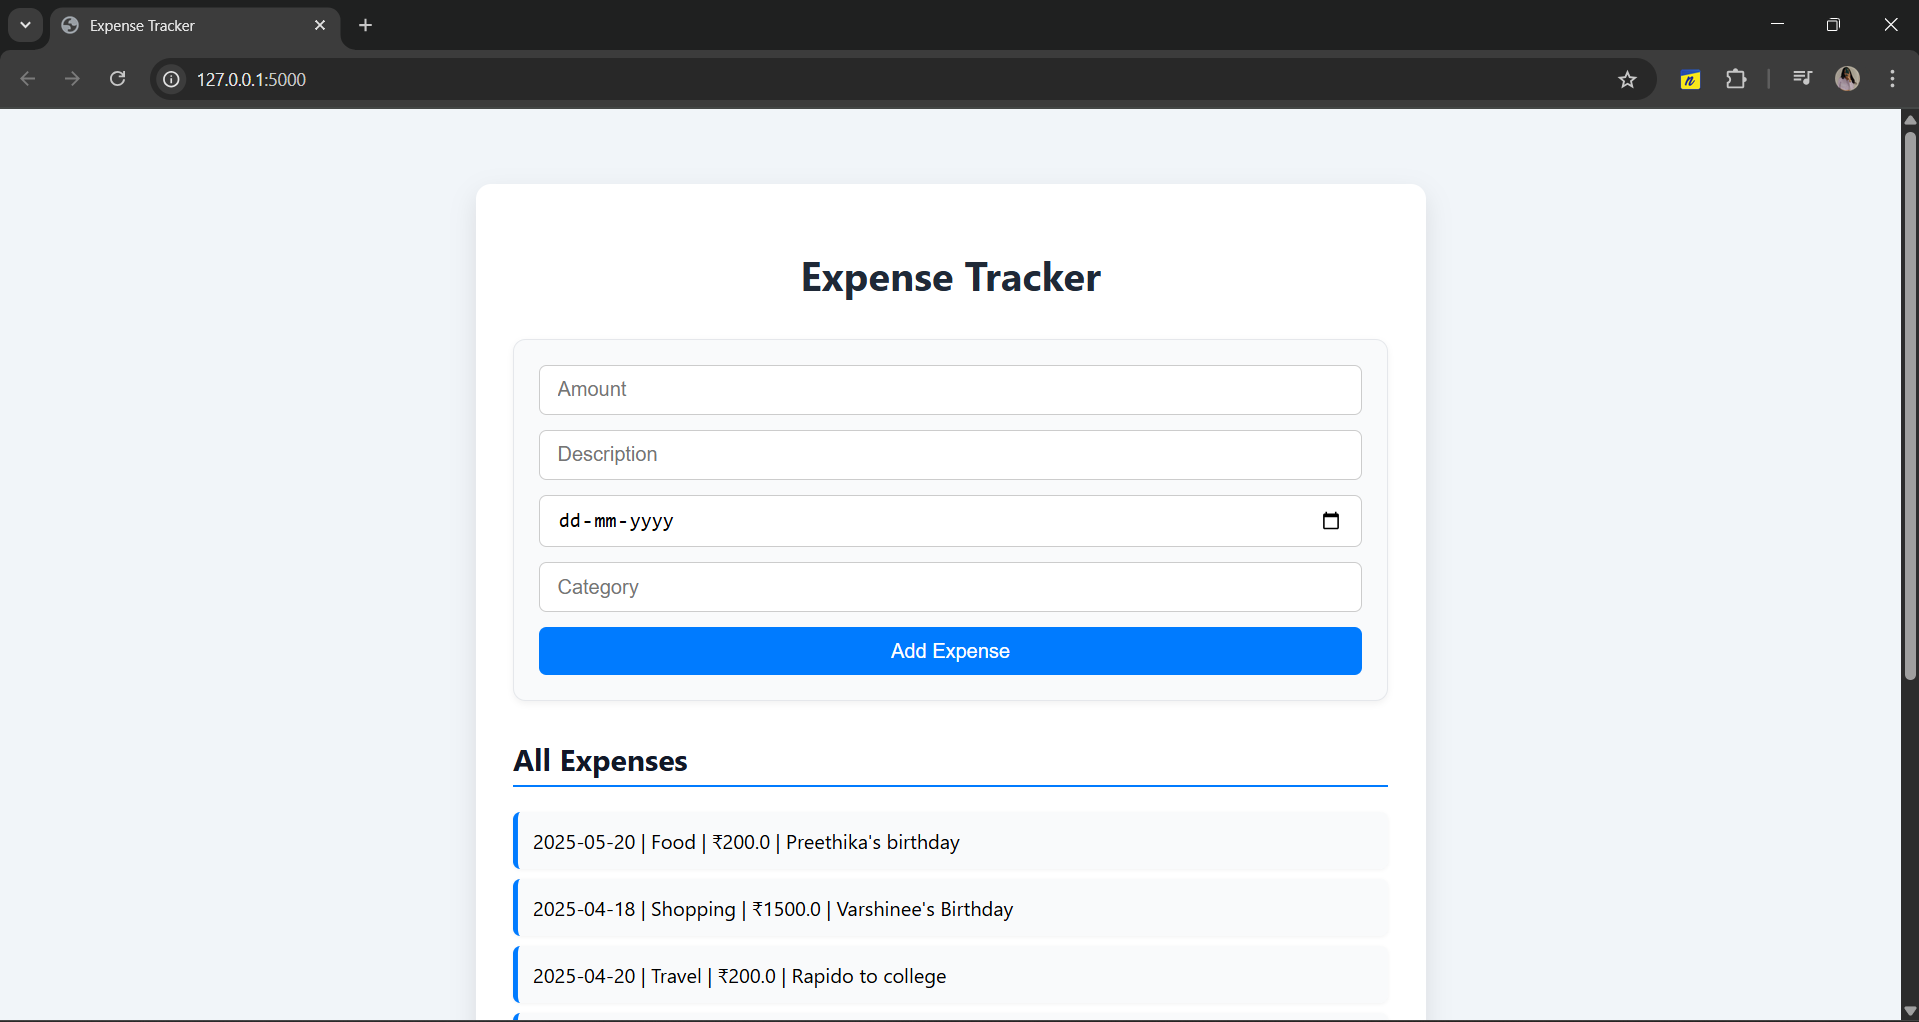 Expense Tracker
127.0.0.1:5000
n
Expense Tracker
Amount
Description
dd-mm-yyyy
Category
Add Expense
All Expenses
2025-05-20 | Food | ₹200.0 | Preethika's birthday
2025-04-18 | Shopping | ₹1500.0 | Varshinee's Birthday
2025-04-20 | Travel | ₹200.0 | Rapido to college